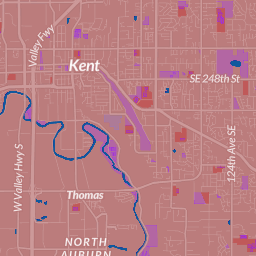 Valley Fwy
Kent
SE 248th St
124th Ave SE
W Valley Hwy S
Thomas
NORTH
AUBURN